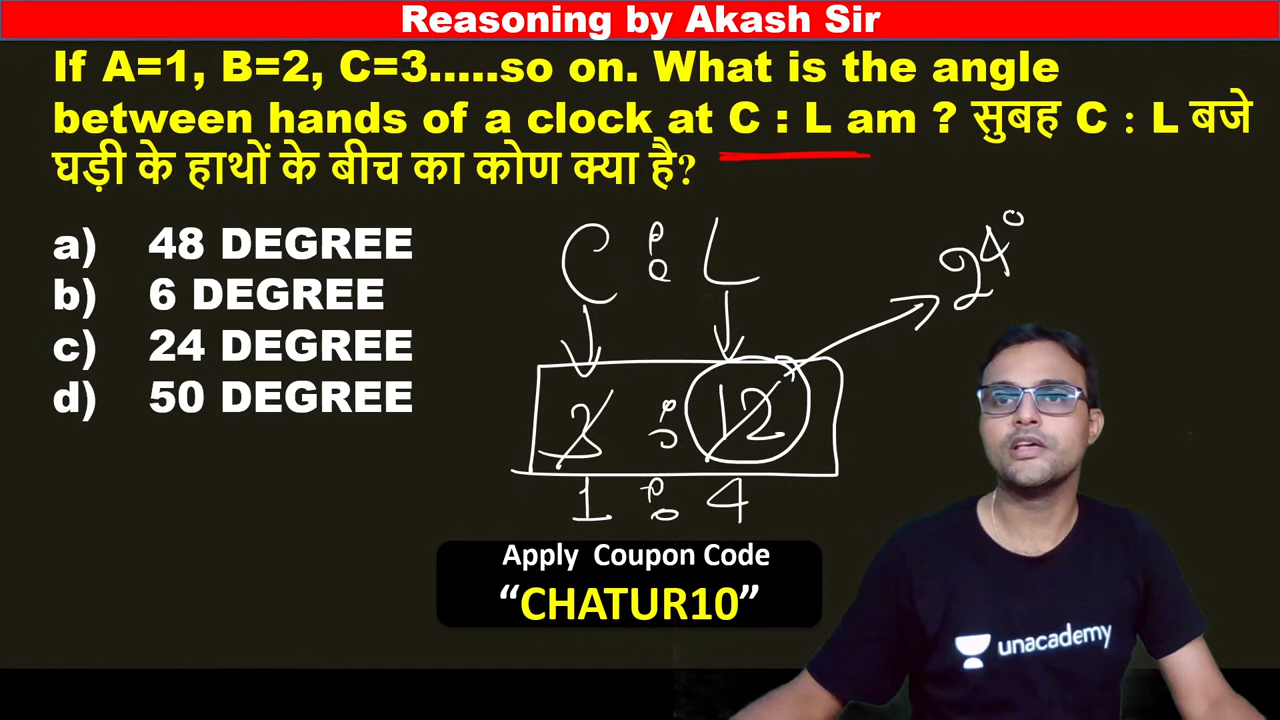 Reasoning by Akash Sir
If A=1, B=2, C=3.....so on. What is the angle
between hands of a clock at C : L am ? सुबह C : L बजे
घड़ी के हाथों के बीच का कोण क्या है?
a) 48 DEGREE
b) 6 DEGREE
c) 24 DEGREE
d) 50 DEGREE
C : L
24°
3 : 12
1 : 4
Apply Coupon Code
“CHATUR10”
unacademy